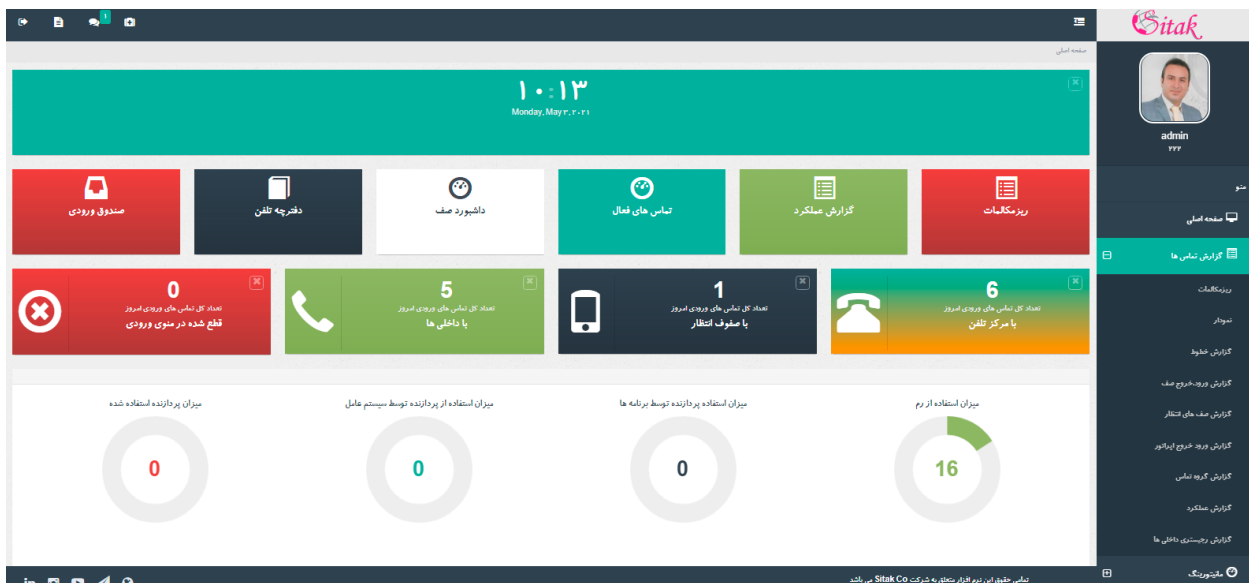 Sitak
admin
۲۲۲
منو
صفحه اصلی
گزارش تماس ها
ریزمکالمات
نمودار
گزارش خطوط
گزارش ورود،خروج صف
گزارش صف های انتظار
گزارش ورود خروج اپراتور
گزارش گروه تماس
گزارش عملکرد
گزارش رجیستری داخلی ها
مانیتورینگ
1
صفحه اصلی
۱۰:۱۳
Monday, May ۳, ۲۰۲۱
ریزمکالمات
گزارش عملکرد
تماس های فعال
داشبورد صف
دفترچه تلفن
صندوق ورودی
6
تعداد کل تماس های ورودی امروز
با مرکز تلفن
1
تعداد کل تماس های ورودی امروز
با صفوف انتظار
5
تعداد کل تماس های ورودی امروز
با داخلی ها
0
تعداد کل تماس های ورودی امروز
قطع شده در منوی ورودی
میزان استفاده از رم
16
میزان استفاده پردازنده توسط برنامه ها
0
میزان استفاده از پردازنده توسط سیستم عامل
0
میزان پردازنده استفاده شده
0
تمامی حقوق این نرم افزار متعلق به شرکت Sitak Co می باشد